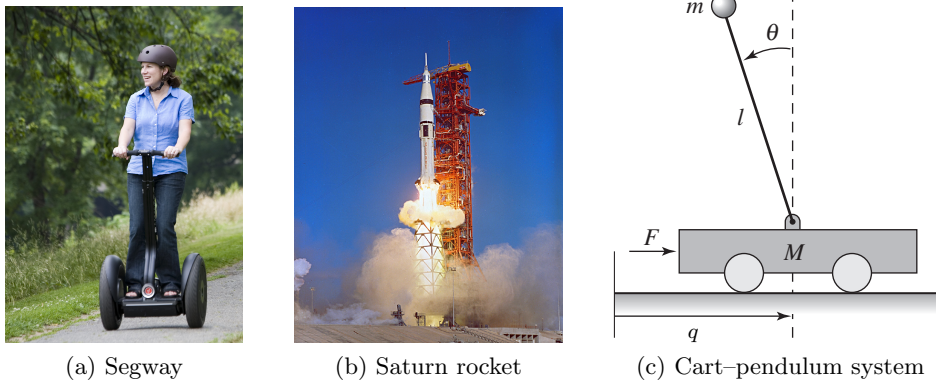 m
θ
l
F
M
q
(a) Segway
(b) Saturn rocket
(c) Cart–pendulum system